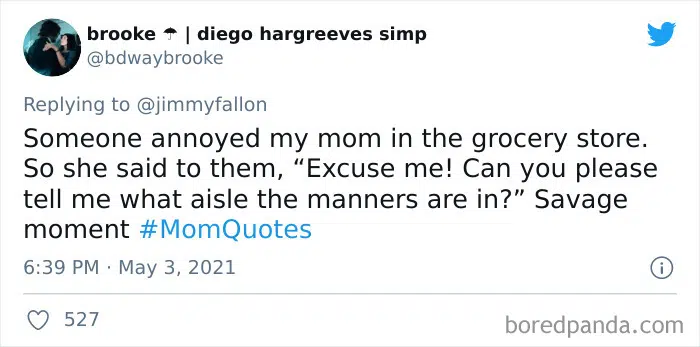 brooke ☂ | diego hargreeves simp
@bdwaybrooke
Replying to @jimmyfallon
Someone annoyed my mom in the grocery store.
So she said to them, “Excuse me! Can you please
tell me what aisle the manners are in?” Savage
moment #MomQuotes
6:39 PM · May 3, 2021
527
boredpanda.com